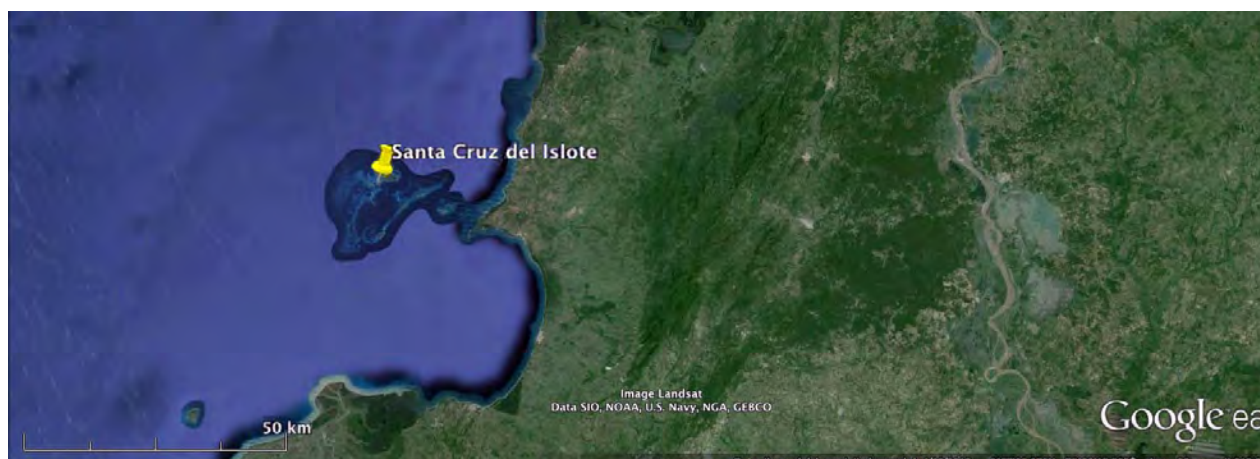 Santa Cruz del Islote
Image Landsat
Data SIO, NOAA, U.S. Navy, NGA, GEBCO
50 km
Google ea